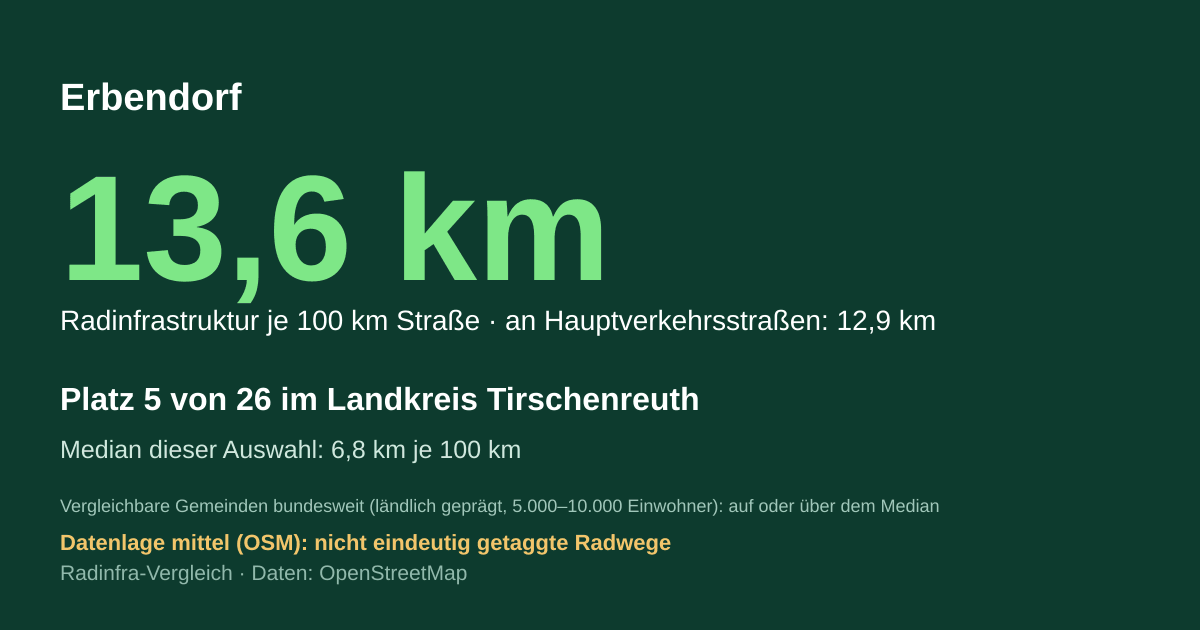 Erbendorf
13,6 km
Radinfrastruktur je 100 km Straße · an Hauptverkehrsstraßen: 12,9 km
Platz 5 von 26 im Landkreis Tirschenreuth
Median dieser Auswahl: 6,8 km je 100 km
Vergleichbare Gemeinden bundesweit (ländlich geprägt, 5.000–10.000 Einwohner): auf oder über dem Median
Datenlage mittel (OSM): nicht eindeutig getaggte Radwege
Radinfra-Vergleich · Daten: OpenStreetMap